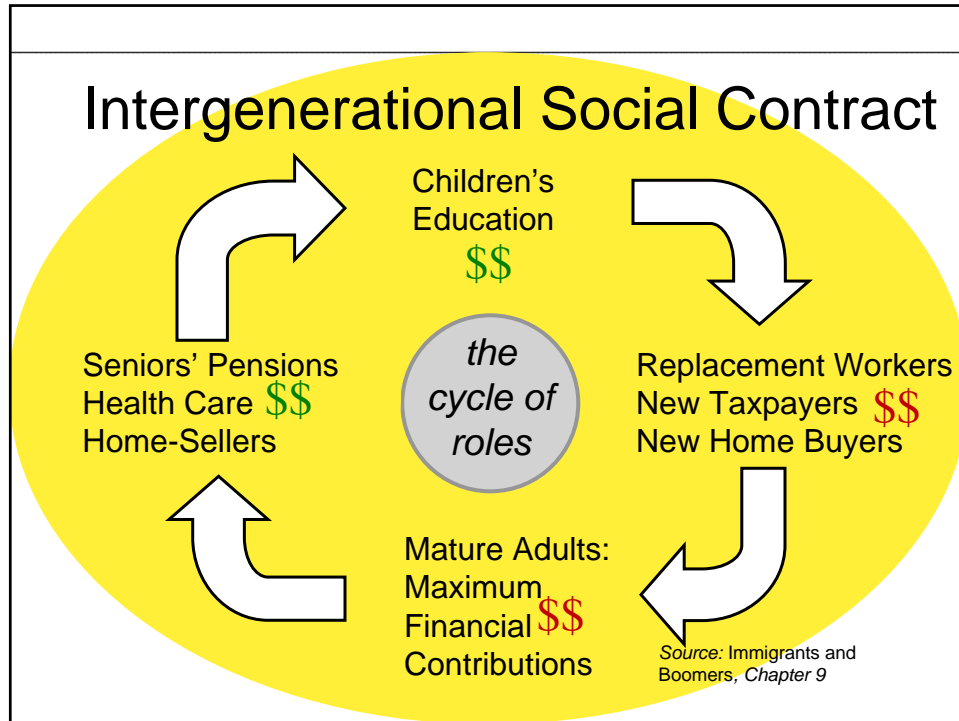 Intergenerational Social Contract
Children's
Education
$$
Replacement Workers
New Taxpayers $$
New Home Buyers
Mature Adults:
Maximum
Financial $$
Contributions
Seniors' Pensions
Health Care $$
Home-Sellers
the
cycle of
roles
Source: Immigrants and
Boomers, Chapter 9